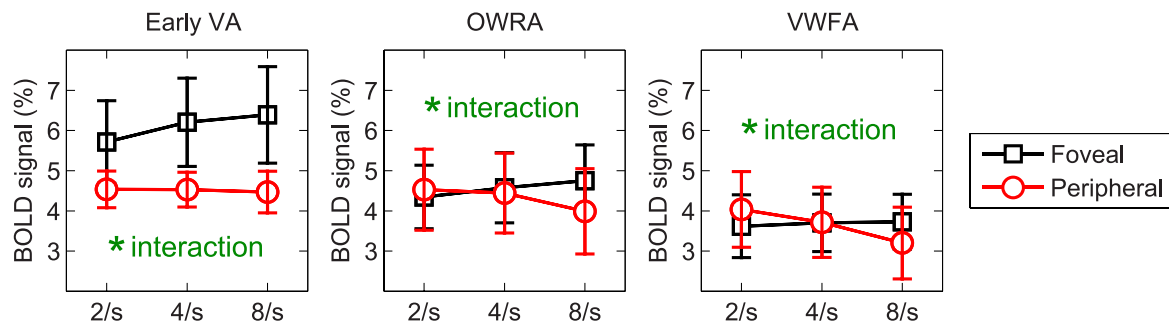 Early VA
OWRA
VWFA
BOLD signal (%)
7
6
5
4
3
* interaction
2/s 4/s 8/s
BOLD signal (%)
7
6
5
4
3
* interaction
2/s 4/s 8/s
BOLD signal (%)
7
6
5
4
3
* interaction
2/s 4/s 8/s
Foveal
Peripheral